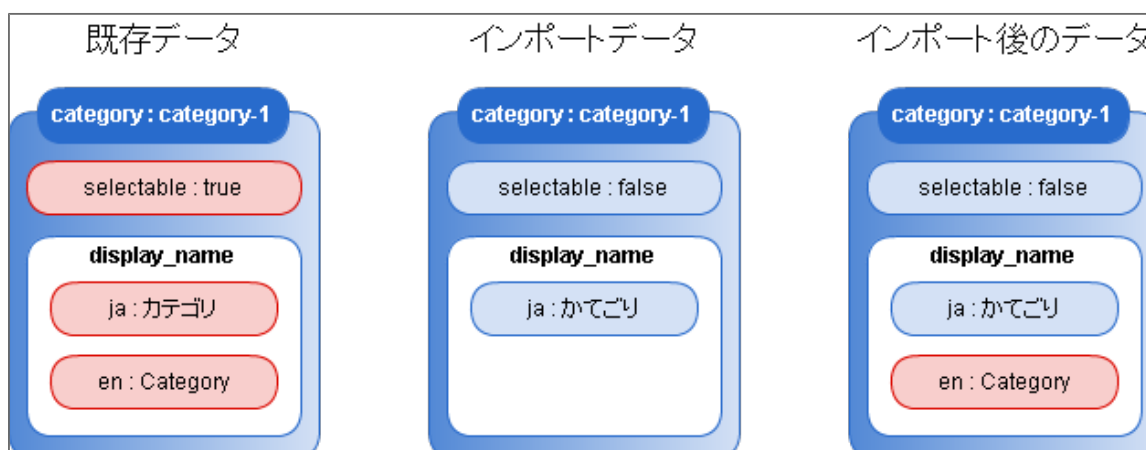 既存データ
インポートデータ
インポート後のデータ
category : category-1
selectable : true
display_name
ja : カテゴリ
en : Category
category : category-1
selectable : false
display_name
ja : かてごり
category : category-1
selectable : false
display_name
ja : かてごり
en : Category